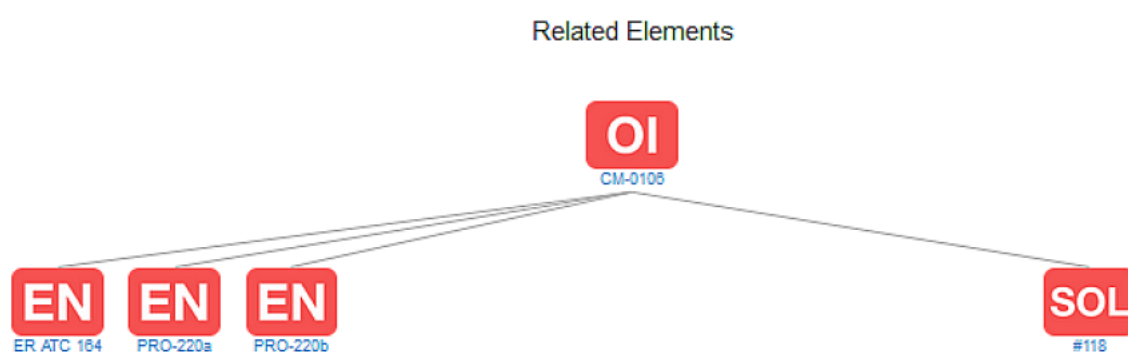 Related Elements
OI
CM-0106
EN EN EN SOL
ER ATC 164 PRO-220a PRO-220b #118